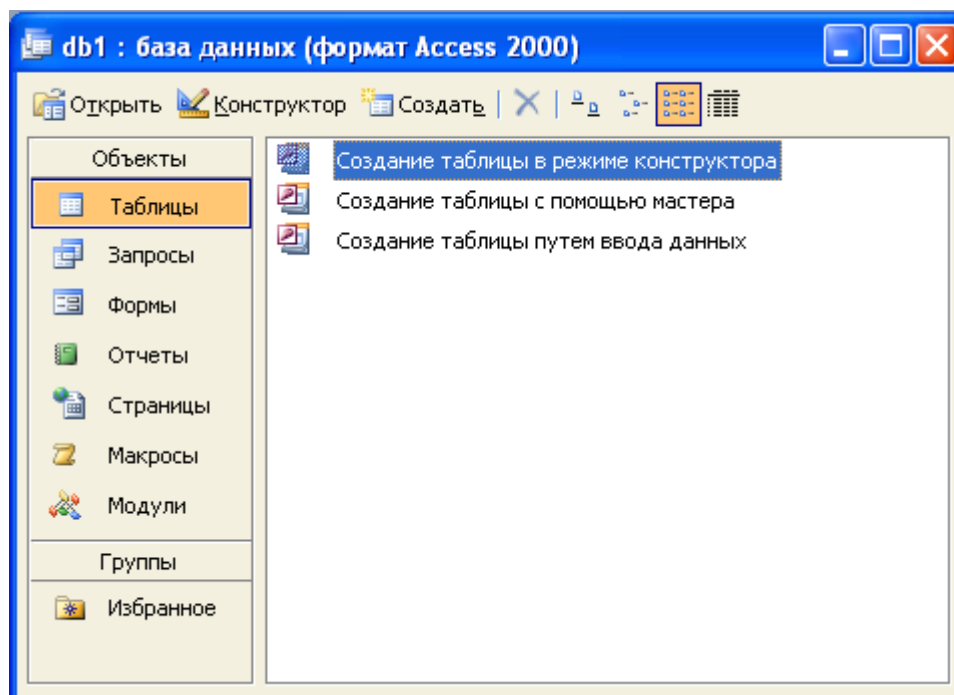 db1 : база данных (формат Access 2000)
Открыть Конструктор Создать
Объекты
Таблицы
Запросы
Формы
Отчеты
Страницы
Макросы
Модули
Группы
Избранное
Создание таблицы в режиме конструктора
Создание таблицы с помощью мастера
Создание таблицы путем ввода данных